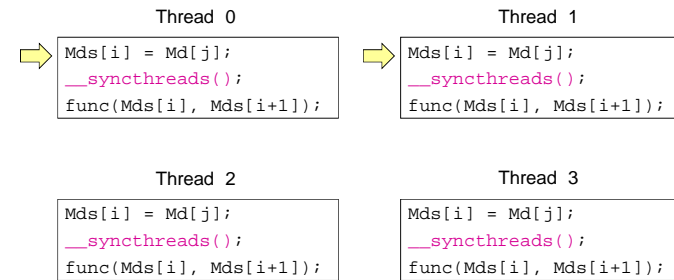 Thread 0
Mds[i] = Md[j];
__syncthreads();
func(Mds[i], Mds[i+1]);
Thread 1
Mds[i] = Md[j];
__syncthreads();
func(Mds[i], Mds[i+1]);
Thread 2
Mds[i] = Md[j];
__syncthreads();
func(Mds[i], Mds[i+1]);
Thread 3
Mds[i] = Md[j];
__syncthreads();
func(Mds[i], Mds[i+1]);